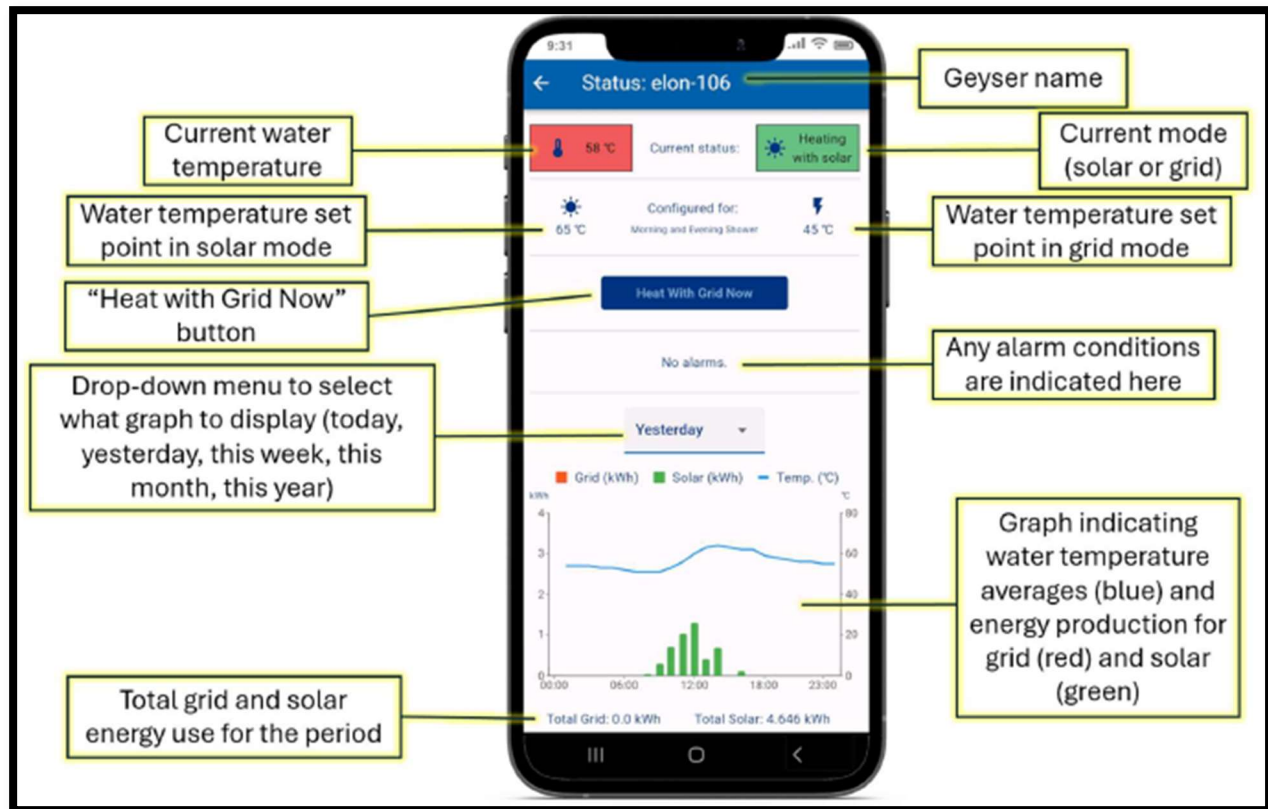 9:31
Status: elon-106
Geyser name
Current water
temperature
58 °C
Current status:
Heating
with solar
Current mode
(solar or grid)
Water temperature set
point in solar mode
65 °C
Configured for:
Morning and Evening Shower
45 °C
Water temperature set
point in grid mode
“Heat with Grid Now”
button
Heat With Grid Now
No alarms.
Any alarm conditions
are indicated here
Drop-down menu to select
what graph to display (today,
yesterday, this week, this
month, this year)
Yesterday
Grid (kWh) Solar (kWh) Temp. (°C)
kWh °C
4 80
3 60
2 40
1 20
0 0
00:00 06:00 12:00 18:00 23:00
Graph indicating
water temperature
averages (blue) and
energy production for
grid (red) and solar
(green)
Total grid and solar
energy use for the period
Total Grid: 0.0 kWh Total Solar: 4.646 kWh